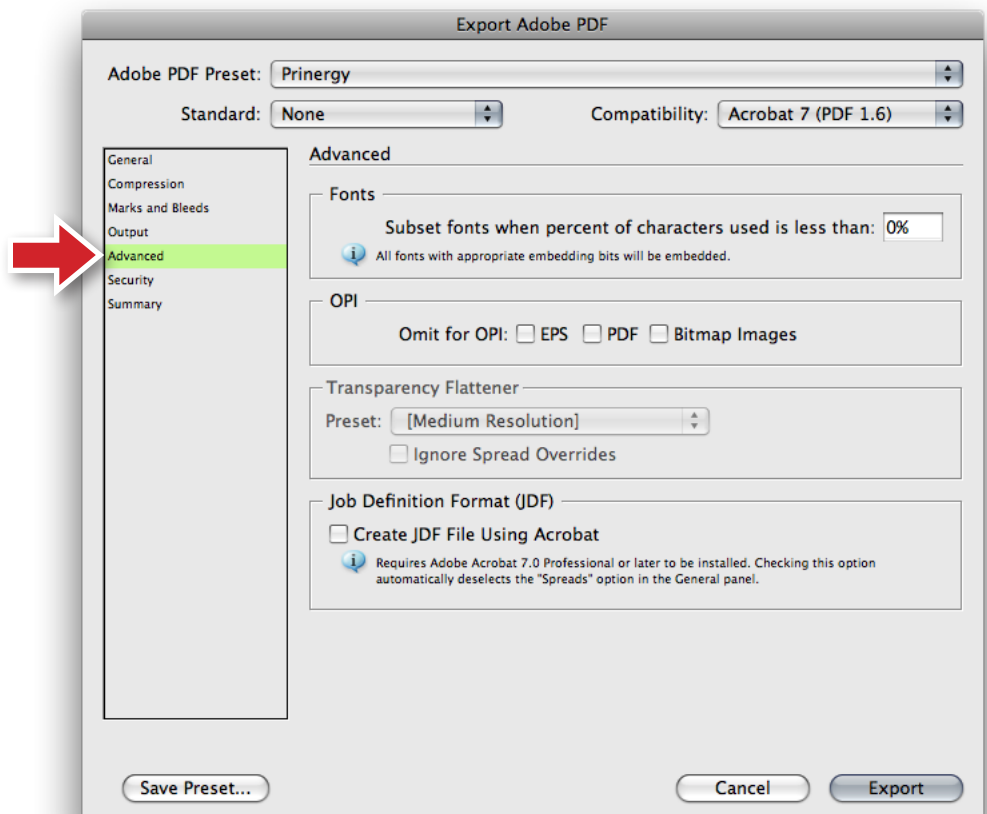 Export Adobe PDF
Adobe PDF Preset: Prinergy
Standard: None Compatibility: Acrobat 7 (PDF 1.6)
General
Compression
Marks and Bleeds
Output
Advanced
Security
Summary
Advanced
Fonts
Subset fonts when percent of characters used is less than: 0%
All fonts with appropriate embedding bits will be embedded.
OPI
Omit for OPI: EPS PDF Bitmap Images
Transparency Flattener
Preset: [Medium Resolution]
Ignore Spread Overrides
Job Definition Format (JDF)
Create JDF File Using Acrobat
Requires Adobe Acrobat 7.0 Professional or later to be installed. Checking this option
automatically deselects the "Spreads" option in the General panel.
Save Preset... Cancel Export